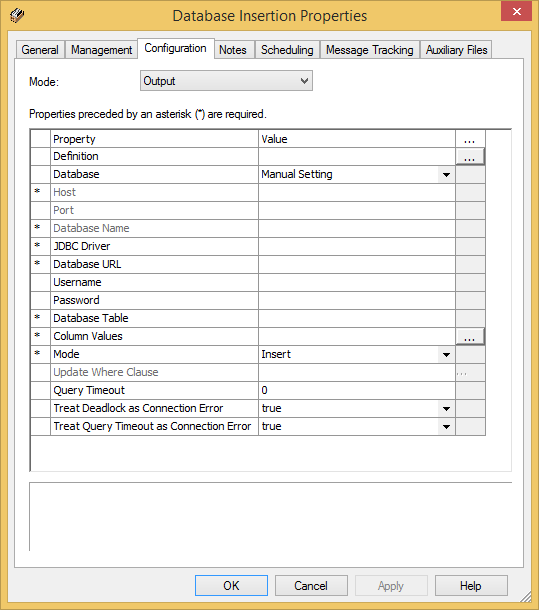 Database Insertion Properties
General Management Configuration Notes Scheduling Message Tracking Auxiliary Files
Mode: Output
Properties preceded by an asterisk (*) are required.
Property Value ...
Definition ...
Database Manual Setting
* Host
Port
* Database Name
* JDBC Driver
* Database URL
Username
Password
* Database Table
* Column Values ...
* Mode Insert
Update Where Clause ...
Query Timeout 0
Treat Deadlock as Connection Error true
Treat Query Timeout as Connection Error true
OK Cancel Apply Help